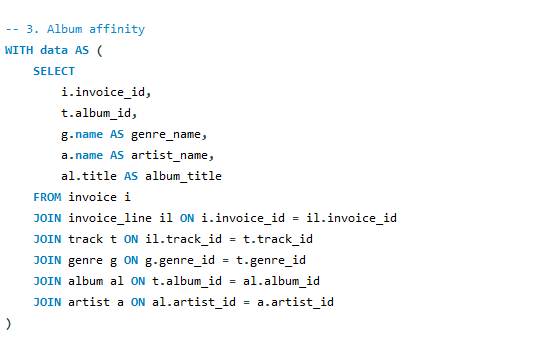 -- 3. Album affinity
WITH data AS (
    SELECT
        i.invoice_id,
        t.album_id,
        g.name AS genre_name,
        a.name AS artist_name,
        al.title AS album_title
    FROM invoice i
    JOIN invoice_line il ON i.invoice_id = il.invoice_id
    JOIN track t ON il.track_id = t.track_id
    JOIN genre g ON g.genre_id = t.genre_id
    JOIN album al ON t.album_id = al.album_id
    JOIN artist a ON al.artist_id = a.artist_id
)